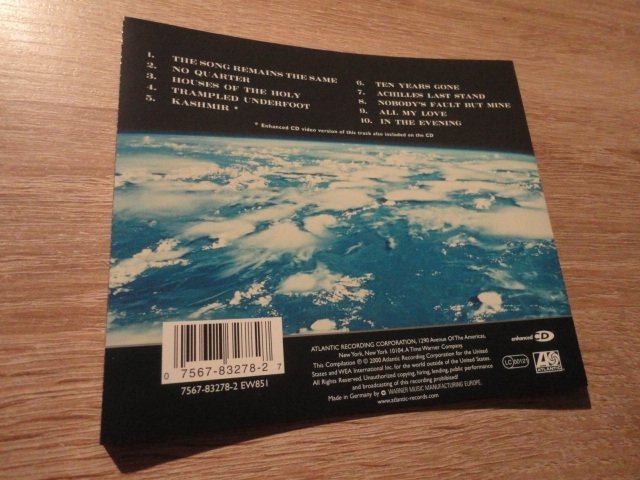 1. THE SONG REMAINS THE SAME
2. NO QUARTER
3. HOUSES OF THE HOLY
4. TRAMPLED UNDERFOOT
5. KASHMIR *
6. TEN YEARS GONE
7. ACHILLES LAST STAND
8. NOBODY'S FAULT BUT MINE
9. ALL MY LOVE
10. IN THE EVENING
* Enhanced CD video version of this track also included on the CD
0 7567-83278-2 7
7567-83278-2 EW851
ATLANTIC RECORDING CORPORATION, 1290 Avenue Of The Americas,
New York, New York 10104. A Time Warner Company
This Compilation ℗ © 2000 Atlantic Recording Corporation for the United
States and WEA International Inc. for the world outside of the United States.
All Rights Reserved. Unauthorized copying, hiring, lending, public performance
and broadcasting of this recording prohibited!
Made in Germany by WARNER MUSIC MANUFACTURING EUROPE.
www.atlantic-records.com
enhanced CD
LC 00121
ATLANTIC